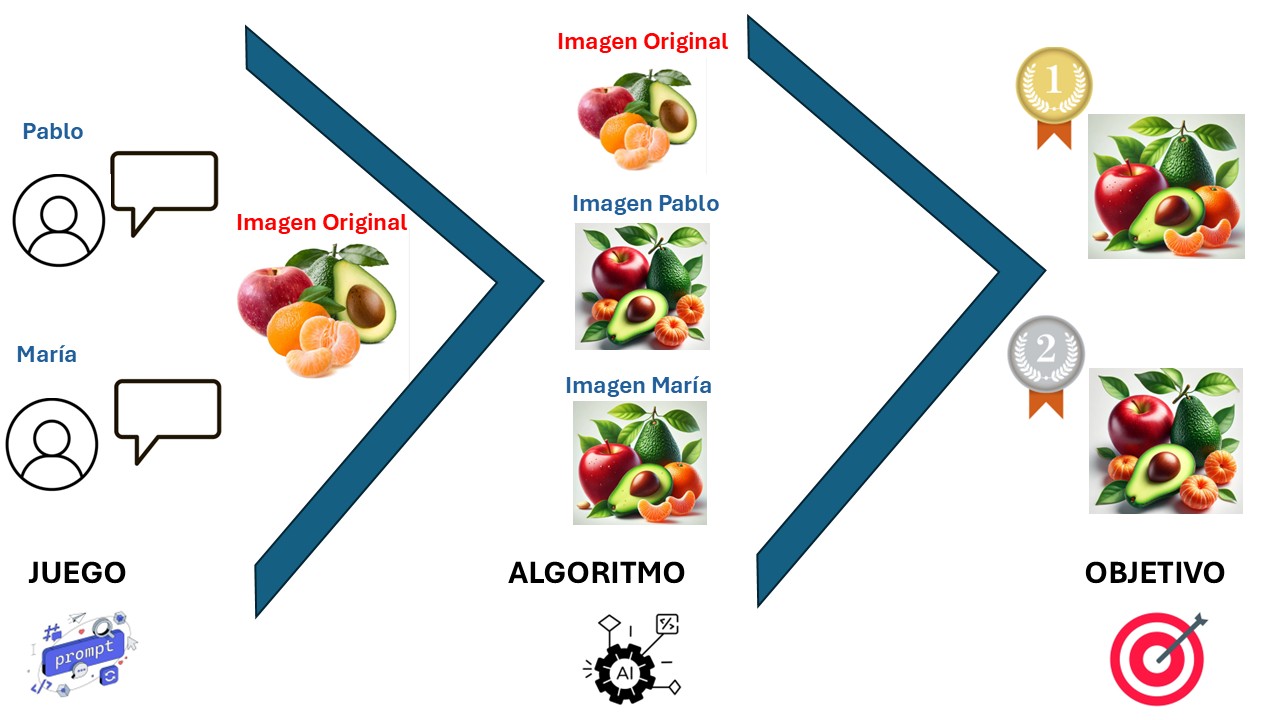 Pablo
María
Imagen Original
JUEGO
#
prompt
</>
Imagen Original
Imagen Pablo
Imagen María
ALGORITMO
AI
1
2
OBJETIVO